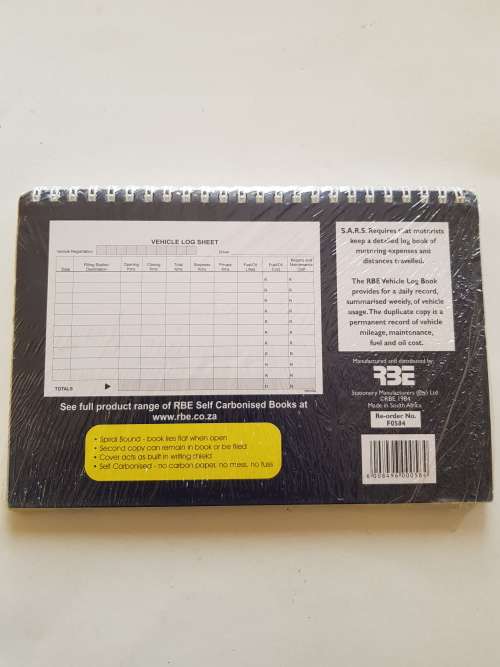 VEHICLE LOG SHEET
Vehicle Registration
Driver
Date
Filling Station/
Destination
Opening
Kms
Closing
Kms
Total
Kms
Business
Kms
Private
Kms
Fuel/Oil
Litres
Fuel/Oil
Cost
Repairs and
Maintenance
Cost
R R
R R
R R
R R
R R
R R
R R
R R
R R
R R
TOTALS
R R
See full product range of RBE Self Carbonised Books at
www.rbe.co.za
• Spiral Bound - book lies flat when open
• Second copy can remain in book or be filed
• Cover acts as built in writing shield
• Self Carbonised - no carbon paper, no mess, no fuss
S.A.R.S. Requires that motorists
keep a detailed log book of
motoring expenses and
distances travelled.
The RBE Vehicle Log Book
provides for a daily record,
summarised weekly, of vehicle
usage. The duplicate copy is a
permanent record of vehicle
mileage, maintenance,
fuel and oil cost.
Manufactured and distributed by:
RBE
Stationery Manufacturers (Pty) Ltd
©RBE 1984
Made in South Africa
Re-order No.
F0584
6 008496 000584